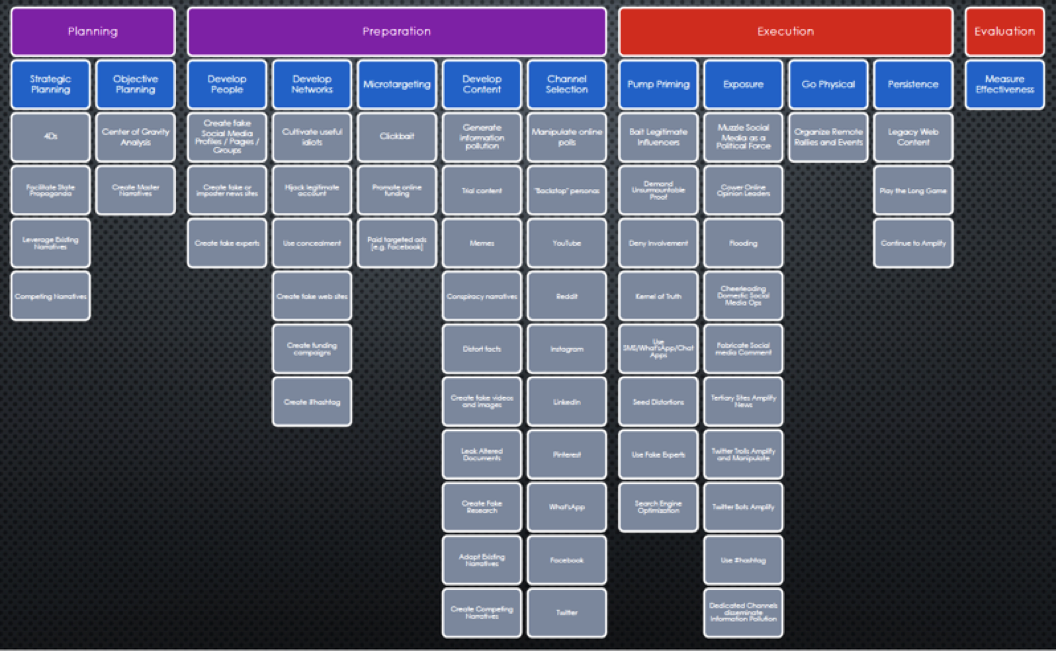 Planning
Preparation
Execution
Evaluation
Strategic
Planning
Objective
Planning
Develop
People
Develop
Networks
Microtargeting
Develop
Content
Channel
Selection
Pump Priming
Exposure
Go Physical
Persistence
Measure
Effectiveness
4Ds
Facilitate State
Propaganda
Leverage Existing
Narratives
Competing Narratives
Center of Gravity
Analysis
Create Master
Narratives
Create fake
Social Media
Profiles / Pages /
Groups
Create fake or
imposter news sites
Create fake experts
Cultivate useful
idiots
Hijack legitimate
account
Use concealment
Create fake web sites
Create funding
campaigns
Create #hashtag
Clickbait
Promote online
funding
Paid targeted ads
[e.g. Facebook]
Generate
information
pollution
Trial content
Memes
Conspiracy narratives
Distort facts
Create fake videos
and images
Leak Altered
Documents
Create Fake
Research
Adapt Existing
Narratives
Create Competing
Narratives
Manipulate online
polls
"Backstop" personas
YouTube
Reddit
Instagram
LinkedIn
Pinterest
WhatsApp
Facebook
Twitter
Bait Legitimate
Influencers
Demand
Unsurmountable
Proof
Deny Involvement
Kernel of Truth
Use
SMS/WhatsApp/Chat
Apps
Seed Distortions
Use Fake Experts
Search Engine
Optimization
Muzzle Social
Media as a
Political Force
Cower Online
Opinion Leaders
Flooding
Cheerleading
Domestic Social
Media Ops
Fabricate Social
media Comment
Tertiary Sites Amplify
News
Twitter Trolls Amplify
and Manipulate
Twitter Bots Amplify
Use #hashtag
Dedicated Channels
disseminate
Information Pollution
Organize Remote
Rallies and Events
Legacy Web
Content
Play the Long Game
Continue to Amplify